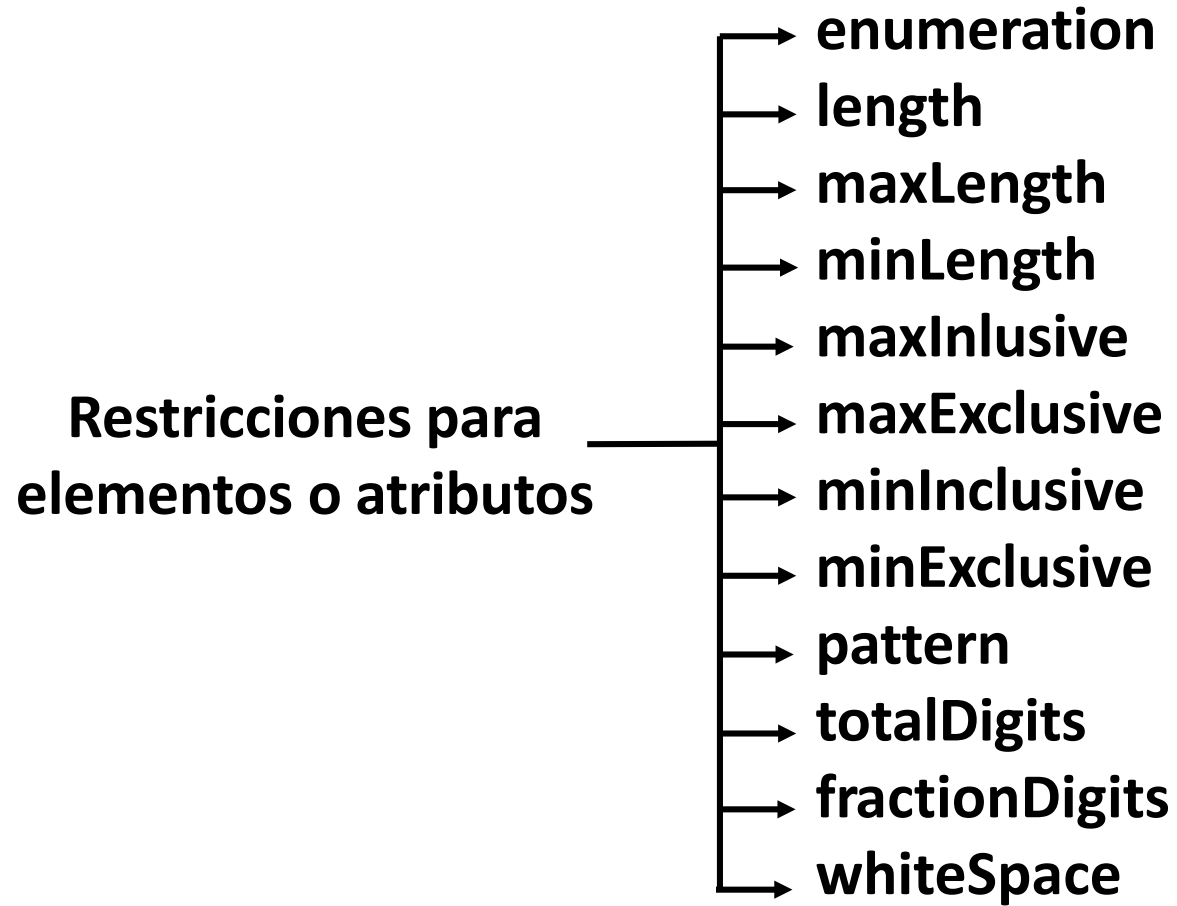 Restricciones para
elementos o atributos
enumeration
length
maxLength
minLength
maxInlusive
maxExclusive
minInclusive
minExclusive
pattern
totalDigits
fractionDigits
whiteSpace